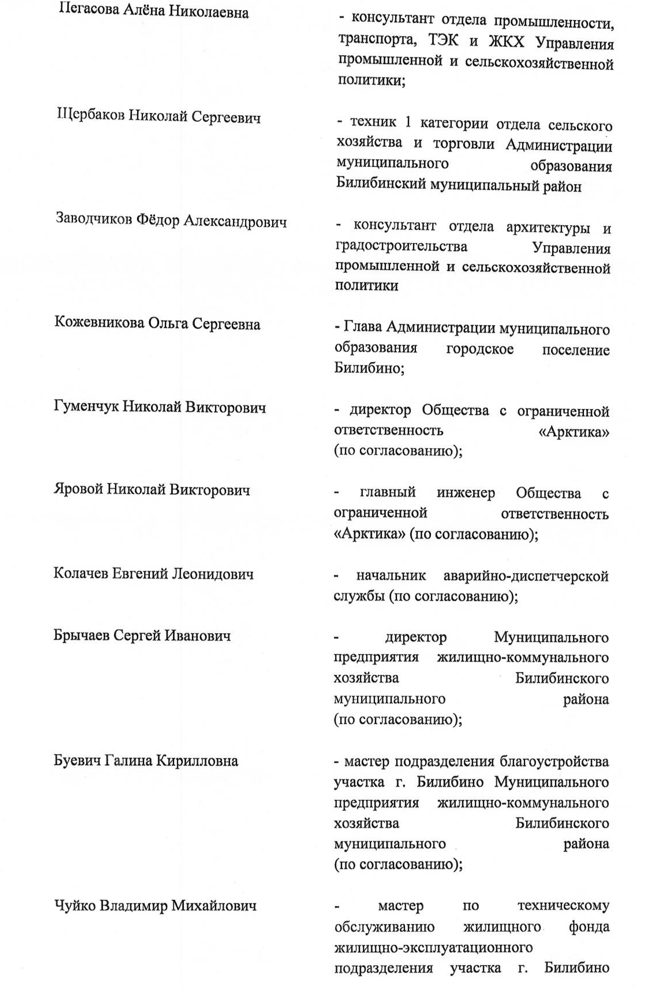 Пегасова Алёна Николаевна
- консультант отдела промышленности,
транспорта, ТЭК и ЖКХ Управления
промышленной и сельскохозяйственной
политики;
Щербаков Николай Сергеевич
- техник 1 категории отдела сельского
хозяйства и торговли Администрации
муниципального образования
Билибинский муниципальный район
Заводчиков Фёдор Александрович
- консультант отдела архитектуры и
градостроительства Управления
промышленной и сельскохозяйственной
политики
Кожевникова Ольга Сергеевна
- Глава Администрации муниципального
образования городское поселение
Билибино;
Гуменчук Николай Викторович
- директор Общества с ограниченной
ответственность «Арктика»
(по согласованию);
Яровой Николай Викторович
- главный инженер Общества с
ограниченной ответственность
«Арктика» (по согласованию);
Колачев Евгений Леонидович
- начальник аварийно-диспетчерской
службы (по согласованию);
Брычаев Сергей Иванович
- директор Муниципального
предприятия жилищно-коммунального
хозяйства Билибинского
муниципального района
(по согласованию);
Буевич Галина Кирилловна
- мастер подразделения благоустройства
участка г. Билибино Муниципального
предприятия жилищно-коммунального
хозяйства Билибинского
муниципального района
(по согласованию);
Чуйко Владимир Михайлович
- мастер по техническому
обслуживанию жилищного фонда
жилищно-эксплуатационного
подразделения участка г. Билибино